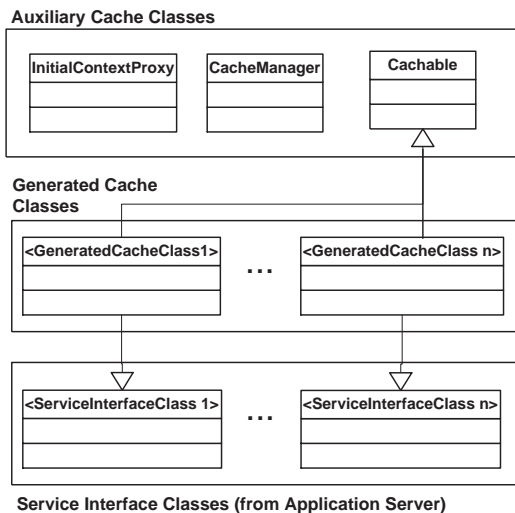 Auxiliary Cache Classes
InitialContextProxy
CacheManager
Cachable
Generated Cache
Classes
<GeneratedCacheClass1>
...
<GeneratedCacheClass n>
<ServiceInterfaceClass 1>
...
<ServiceInterfaceClass n>
Service Interface Classes (from Application Server)